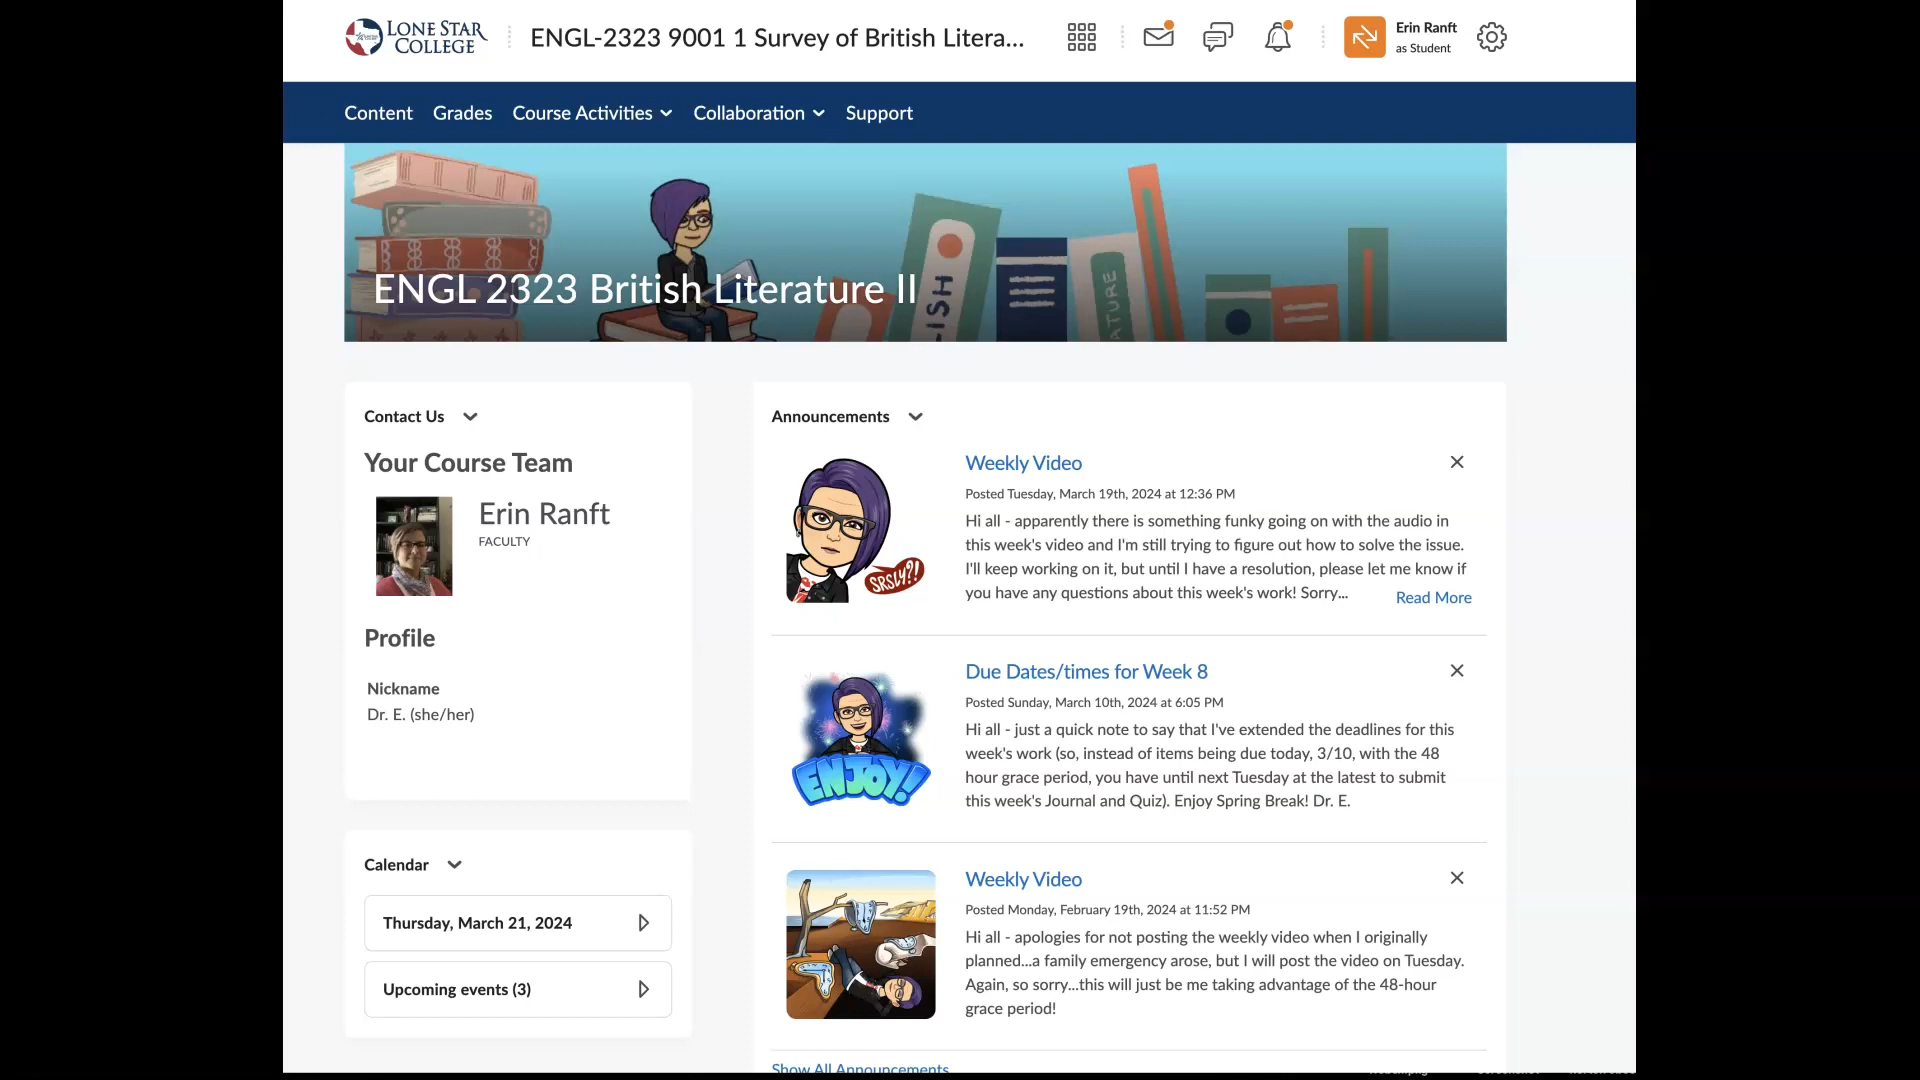 LONE STAR
COLLEGE
ENGL-2323 9001 1 Survey of British Litera...
Erin Ranft
as Student
Content
Grades
Course Activities
Collaboration
Support
ISH
ATURE
ENGL 2323 British Literature II
Contact Us
Your Course Team
Erin Ranft
FACULTY
Profile
Nickname
Dr. E. (she/her)
Calendar
Thursday, March 21, 2024
Upcoming events (3)
Announcements
SRSLY?!
Weekly Video
Posted Tuesday, March 19th, 2024 at 12:36 PM
Hi all - apparently there is something funky going on with the audio in
this week's video and I'm still trying to figure out how to solve the issue.
I'll keep working on it, but until I have a resolution, please let me know if
you have any questions about this week's work! Sorry...
Read More
ENJOY!
Due Dates/times for Week 8
Posted Sunday, March 10th, 2024 at 6:05 PM
Hi all - just a quick note to say that I've extended the deadlines for this
week's work (so, instead of items being due today, 3/10, with the 48
hour grace period, you have until next Tuesday at the latest to submit
this week's Journal and Quiz). Enjoy Spring Break! Dr. E.
Weekly Video
Posted Monday, February 19th, 2024 at 11:52 PM
Hi all - apologies for not posting the weekly video when I originally
planned...a family emergency arose, but I will post the video on Tuesday.
Again, so sorry...this will just be me taking advantage of the 48-hour
grace period!
Show All Announcements